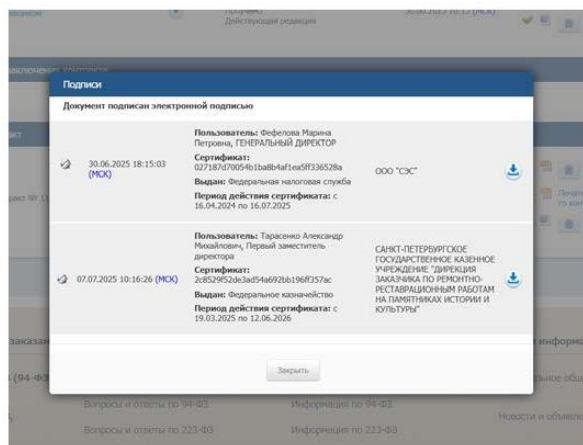 Действующая редакция
Подписи
Документ подписан электронной подписью
30.06.2025 18:15:03
(МСК)
Пользователь: Фефелова Марина
Петровна, ГЕНЕРАЛЬНЫЙ ДИРЕКТОР
Сертификат:
027187d70054b1ba8b4af1ea5ff336528a
Выдан: Федеральная налоговая служба
Период действия сертификата: с
16.04.2024 по 16.07.2025
ООО "СЭС"
07.07.2025 10:16:26 (МСК)
Пользователь: Тарасенко Александр
Михайлович, Первый заместитель
директора
Сертификат:
2c8529f52de3ad54a692bb196ff357ac
Выдан: Федеральное казначейство
Период действия сертификата: с
19.03.2025 по 12.06.2026
САНКТ-ПЕТЕРБУРГСКОЕ
ГОСУДАРСТВЕННОЕ КАЗЕННОЕ
УЧРЕЖДЕНИЕ "ДИРЕКЦИЯ
ЗАКАЗЧИКА ПО РЕМОНТНО-
РЕСТАВРАЦИОННЫМ РАБОТАМ
НА ПАМЯТНИКАХ ИСТОРИИ И
КУЛЬТУРЫ"
Закрыть
(94-ФЗ
Вопросы и ответы по 94-ФЗ
Информация по 94-ФЗ
Вопросы и ответы по 223-ФЗ
Информация по 223-ФЗ